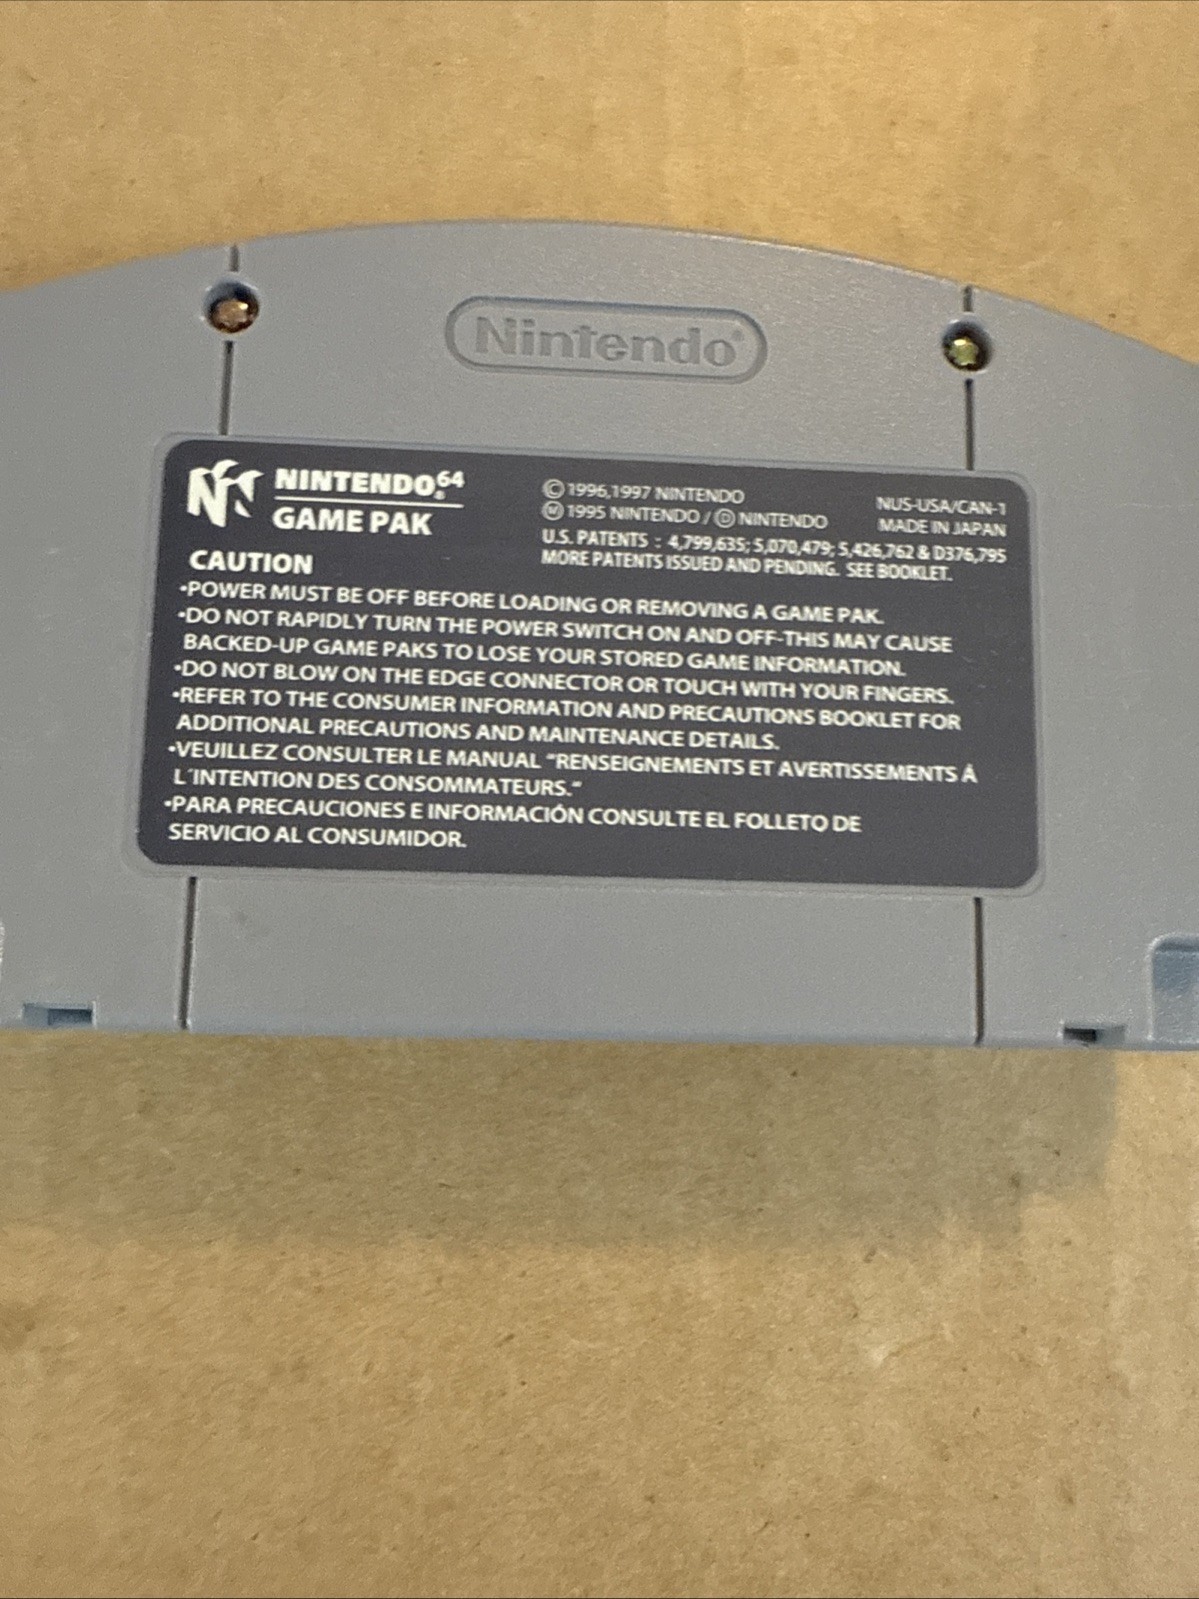 Nintendo®
NINTENDO64®
GAME PAK
©1996,1997 NINTENDO
Ⓜ1995 NINTENDO / Ⓓ NINTENDO
NUS-USA/CAN-1
MADE IN JAPAN
U.S. PATENTS : 4,799,635; 5,070,479; 5,426,762 & D376,795
MORE PATENTS ISSUED AND PENDING. SEE BOOKLET.
CAUTION
•POWER MUST BE OFF BEFORE LOADING OR REMOVING A GAME PAK.
•DO NOT RAPIDLY TURN THE POWER SWITCH ON AND OFF-THIS MAY CAUSE
BACKED-UP GAME PAKS TO LOSE YOUR STORED GAME INFORMATION.
•DO NOT BLOW ON THE EDGE CONNECTOR OR TOUCH WITH YOUR FINGERS.
•REFER TO THE CONSUMER INFORMATION AND PRECAUTIONS BOOKLET FOR
ADDITIONAL PRECAUTIONS AND MAINTENANCE DETAILS.
•VEUILLEZ CONSULTER LE MANUAL "RENSEIGNEMENTS ET AVERTISSEMENTS Á
L'INTENTION DES CONSOMMATEURS."
•PARA PRECAUCIONES E INFORMACIÓN CONSULTE EL FOLLETO DE
SERVICIO AL CONSUMIDOR.